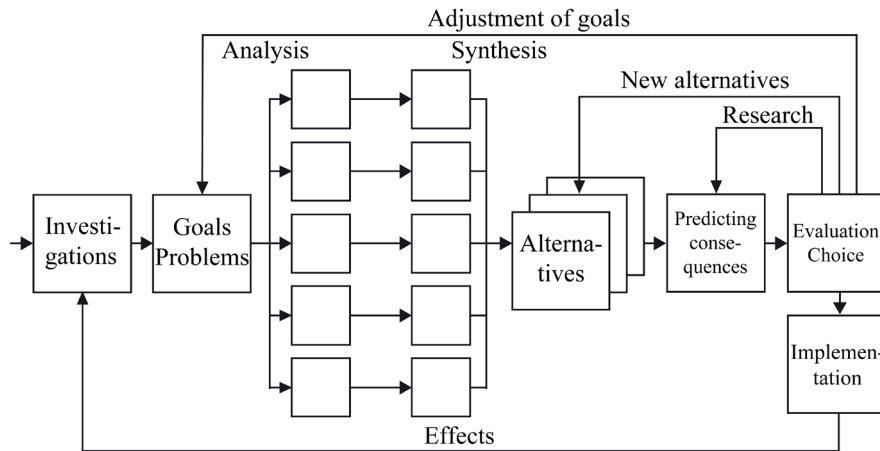 Adjustment of goals
Analysis
Synthesis
New alternatives
Research
Investi-
gations
Goals
Problems
Alterna-
tives
Predicting
conse-
quences
Evaluation
Choice
Implemen-
tation
Effects